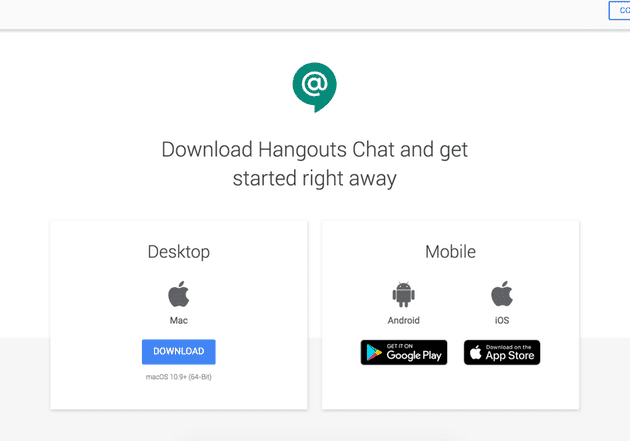 CO
Download Hangouts Chat and get
started right away
Desktop
Mac
DOWNLOAD
macOS 10.9+ (64-Bit)
Mobile
Android
GET IT ON
Google Play
iOS
Download on the
App Store